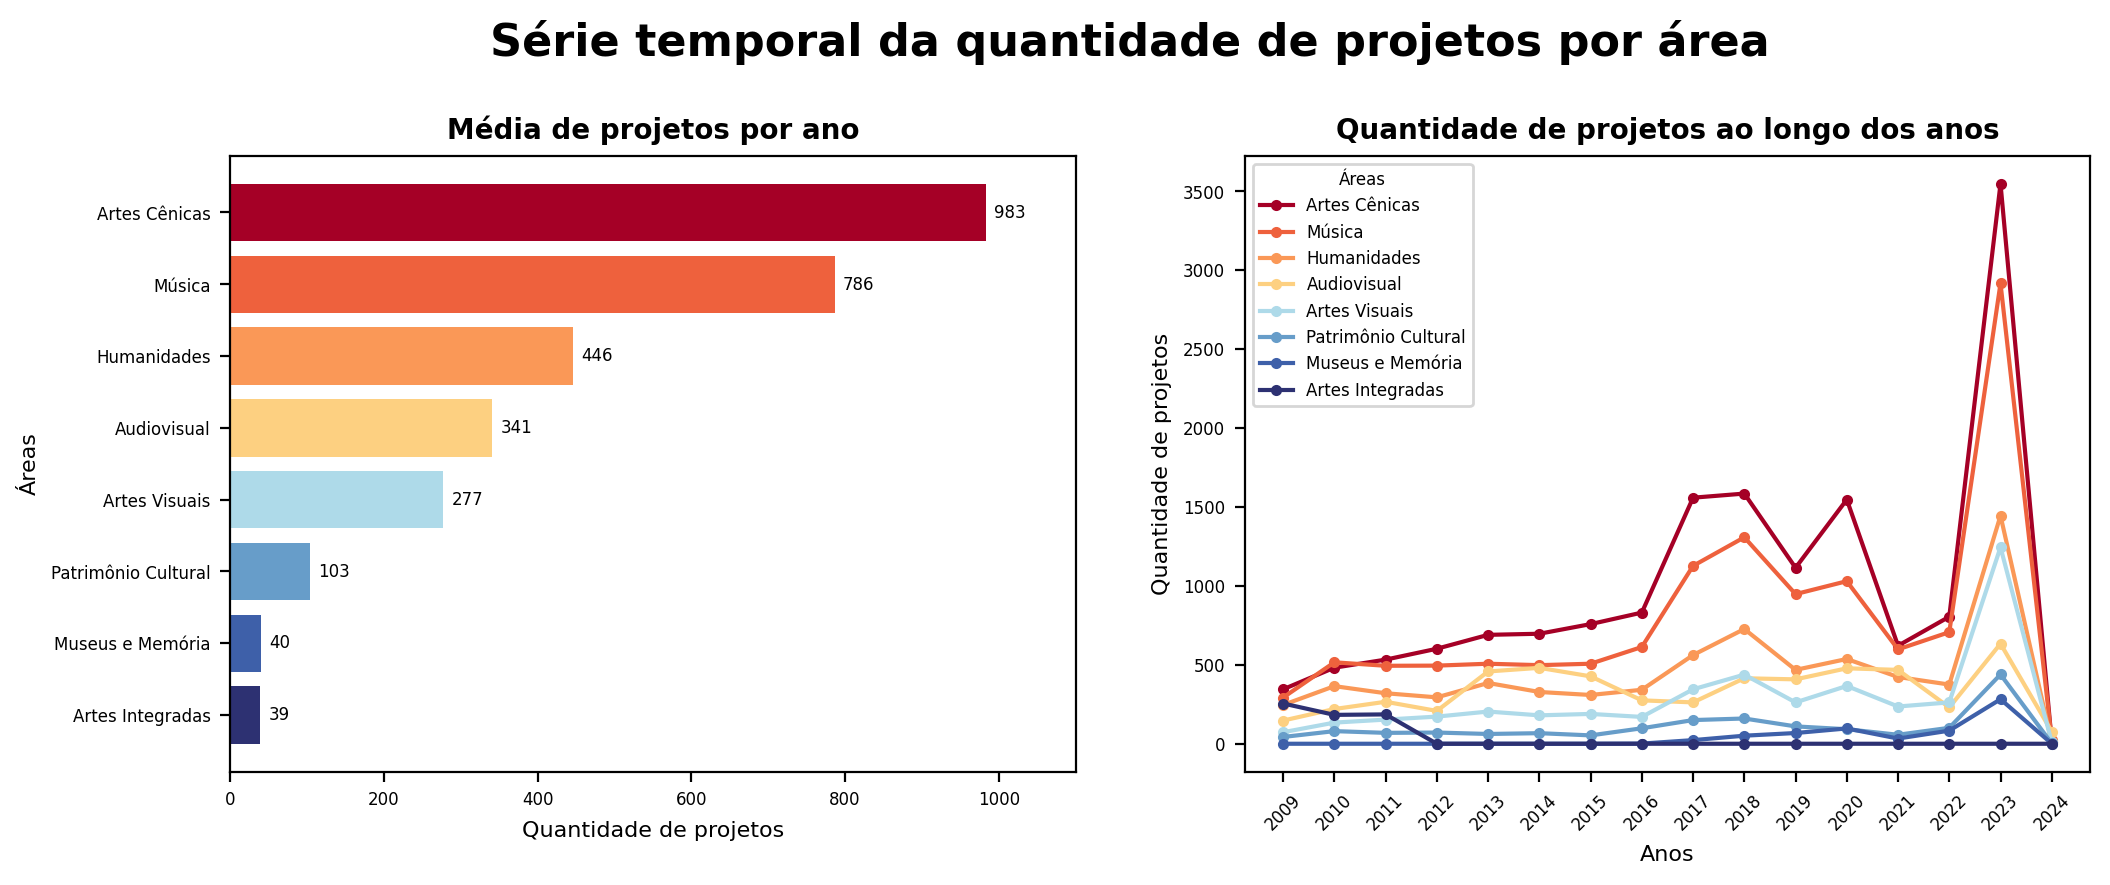 Série temporal da quantidade de projetos por área
Média de projetos por ano
Áreas
Artes Cênicas
983
Música
786
Humanidades
446
Audiovisual
341
Artes Visuais
277
Patrimônio Cultural
103
Museus e Memória
40
Artes Integradas
39
0 200 400 600 800 1000
Quantidade de projetos
Quantidade de projetos ao longo dos anos
Quantidade de projetos
3500
3000
2500
2000
1500
1000
500
0
Áreas
Artes Cênicas
Música
Humanidades
Audiovisual
Artes Visuais
Patrimônio Cultural
Museus e Memória
Artes Integradas
2009 2010 2011 2012 2013 2014 2015 2016 2017 2018 2019 2020 2021 2022 2023 2024
Anos